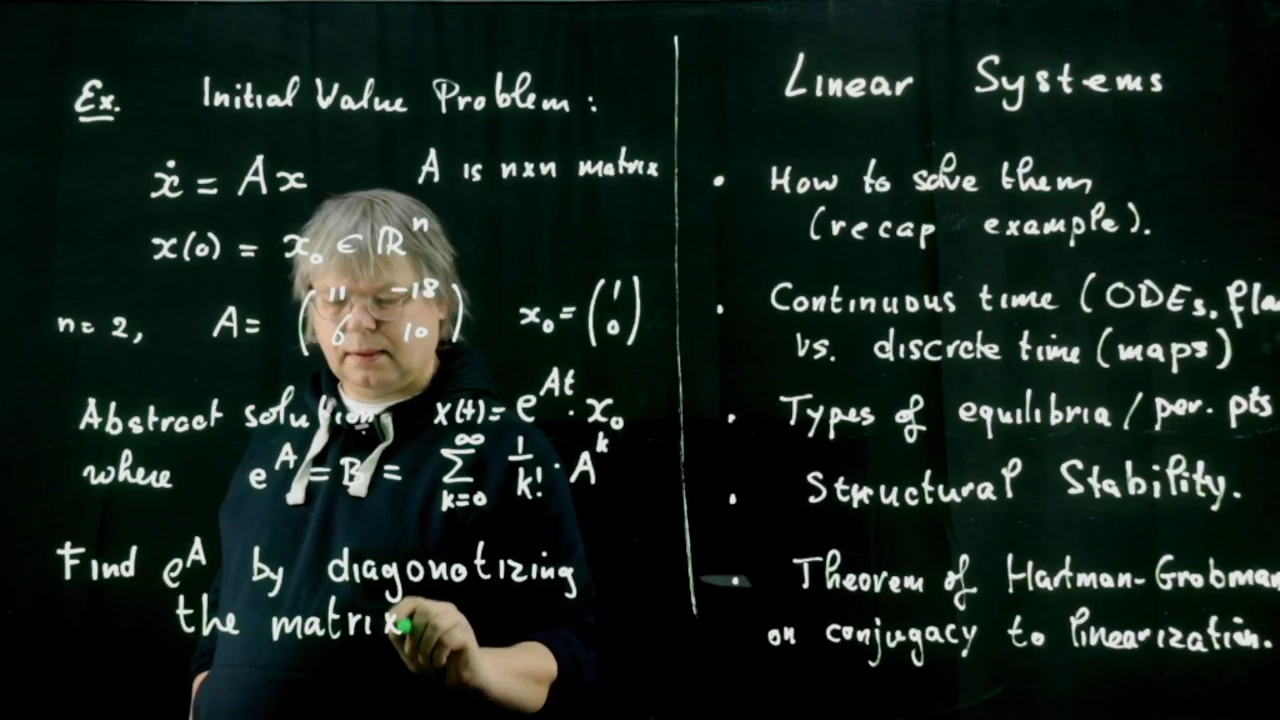 Ex. Initial Value Problem:
ẋ = Ax A is n×n matrix
x(0) = x₀ ∈ ℝⁿ
n = 2, A = (11 -18 6 10) x₀ = (1 0)
Abstract solution: x(t) = e^{At} · x₀
where e^A = B = ∑_{k=0}^{∞} 1/k! · A^k
Find e^A by diagonotizing
the matrix
Linear Systems
• How to solve them
(recap example).
• Continuous time (ODEs, fla
vs. discrete time (maps)
• Types of equilibria / per. pts
• Structural Stability.
• Theorem of Hartman-Grobman
on conjugacy to linearization.